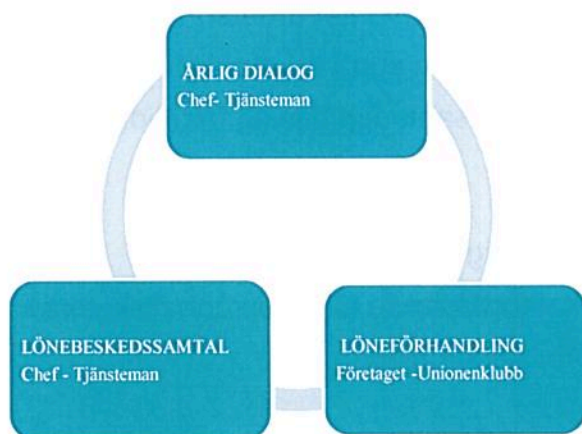 ÅRLIG DIALOG
Chef- Tjänsteman
LÖNEBESKEDSSAMTAL
Chef - Tjänsteman
LÖNEFÖRHANDLING
Företaget -Unionenklubb